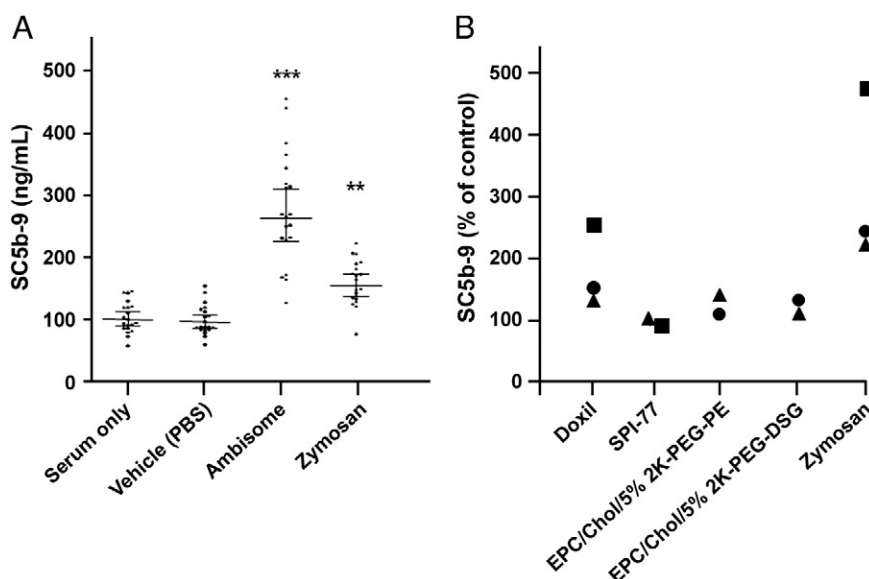 A
SC5b-9 (ng/mL)
500
400
300
200
100
0
***
**
Serum only
Vehicle (PBS)
Ambisome
Zymosan
B
SC5b-9 (% of control)
500
400
300
200
100
0
Doxil
SPI-77
EPC/Chol/5% 2K-PEG-PE
EPC/Chol/5% 2K-PEG-DSG
Zymosan